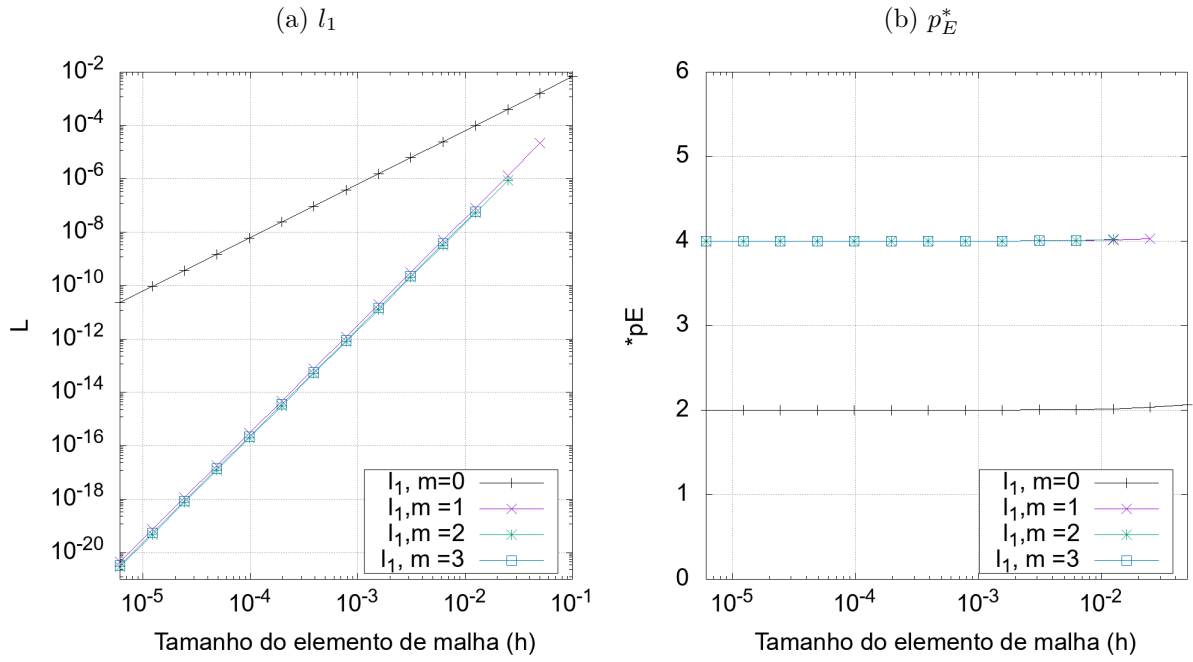 (a) l₁
10⁻²
10⁻⁴
10⁻⁶
10⁻⁸
10⁻¹⁰
10⁻¹²
10⁻¹⁴
10⁻¹⁶
10⁻¹⁸
10⁻²⁰
L
l₁, m=0
l₁,m =1
l₁,m =2
l₁, m =3
10⁻⁵ 10⁻⁴ 10⁻³ 10⁻² 10⁻¹
Tamanho do elemento de malha (h)
(b) p*_E
6
5
4
3
2
1
0
*pE
l₁, m=0
l₁,m =1
l₁,m =2
l₁, m =3
10⁻⁵ 10⁻⁴ 10⁻³ 10⁻²
Tamanho do elemento de malha (h)